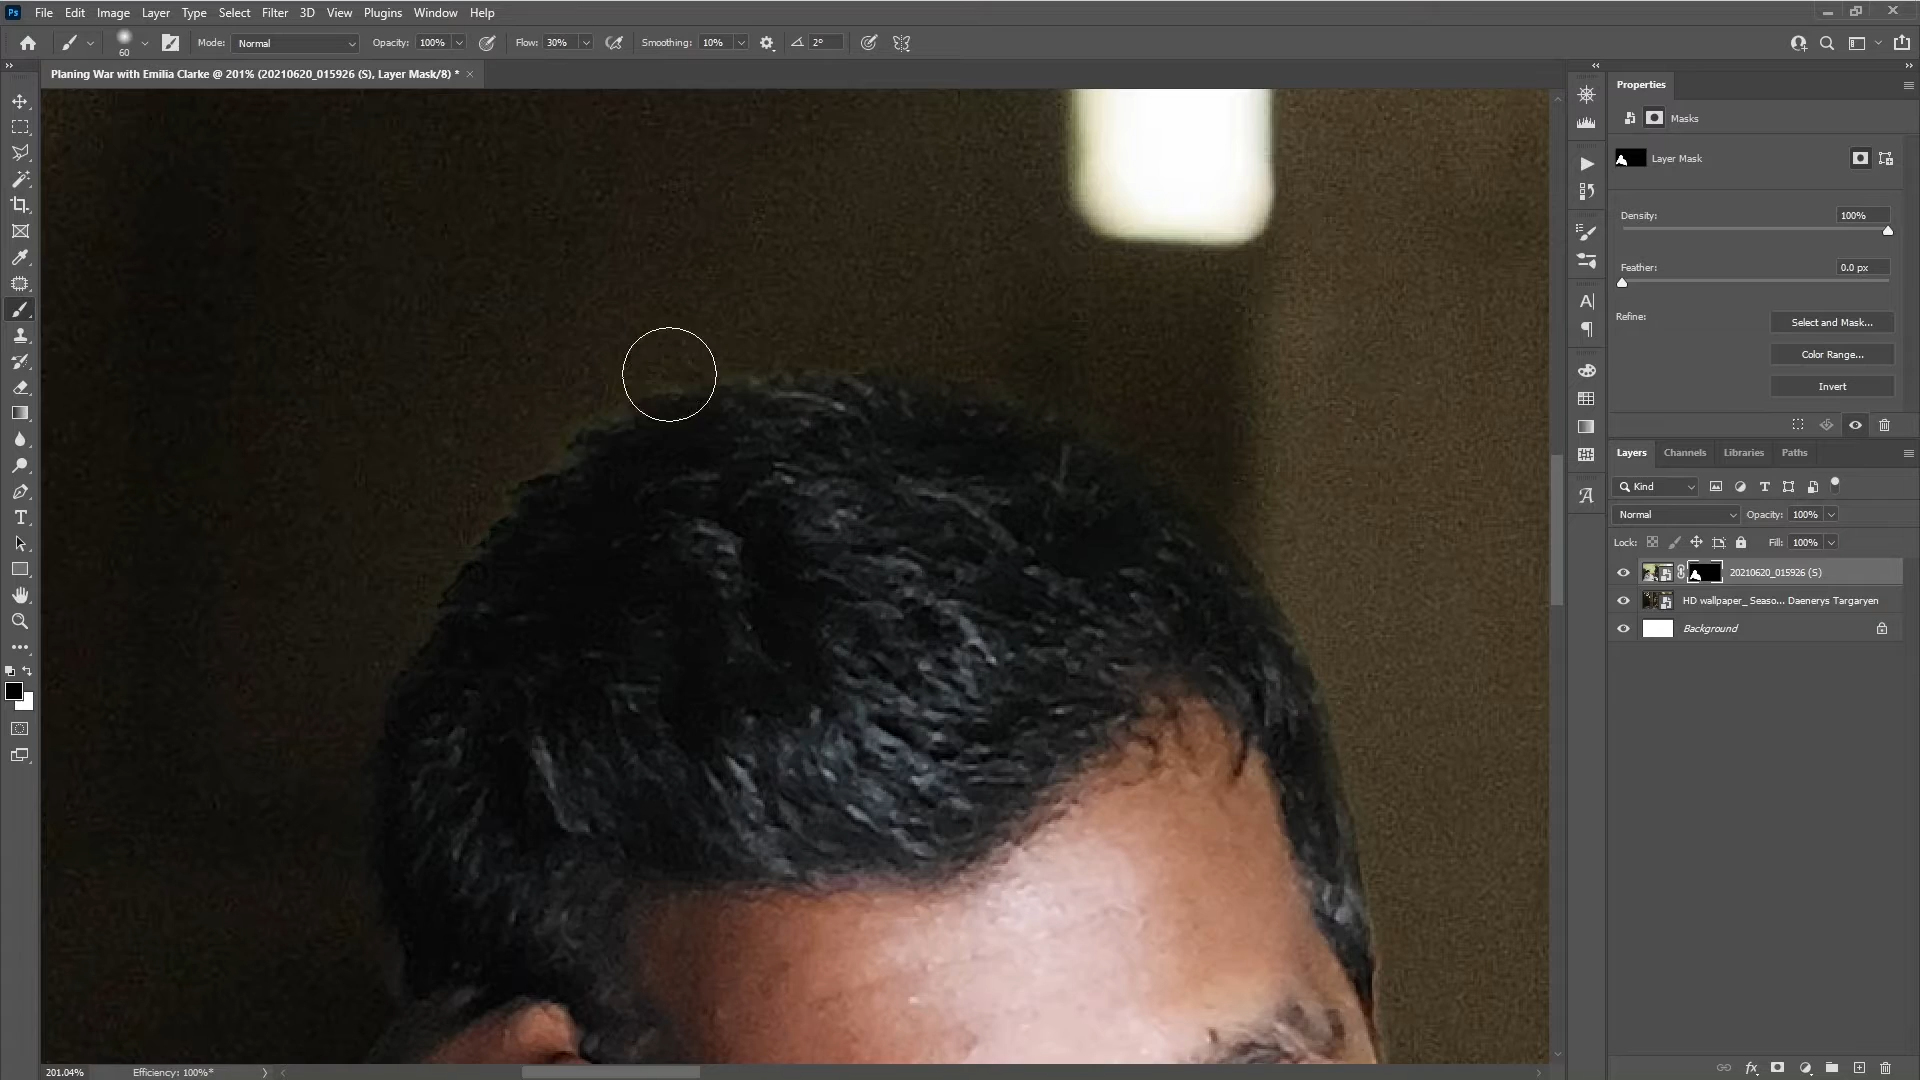 Ps File Edit Image Layer Type Select Filter 3D View Plugins Window Help
60 Mode: Normal Opacity: 100% Flow: 30% Smoothing: 10% 2°
Planing War with Emilia Clarke @ 201% (20210620_015926 (S), Layer Mask/8) *
Properties
Masks
Layer Mask
Density: 100%
Feather: 0.0 px
Refine:
Select and Mask...
Color Range...
Invert
Layers Channels Libraries Paths
Kind
Normal Opacity: 100%
Lock: Fill: 100%
20210620_015926 (S)
HD wallpaper_ Seaso... Daenerys Targaryen
Background
201.04% Efficiency: 100%*